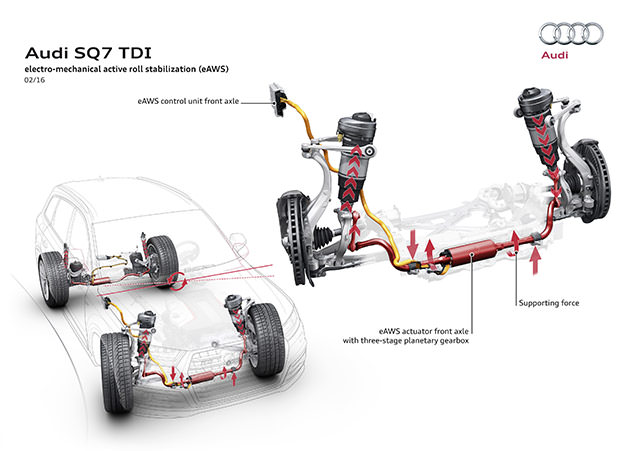 Audi SQ7 TDI
electro-mechanical active roll stabilization (eAWS)
02/16
Audi
eAWS control unit front axle
Supporting force
eAWS actuator front axle
with three-stage planetary gearbox